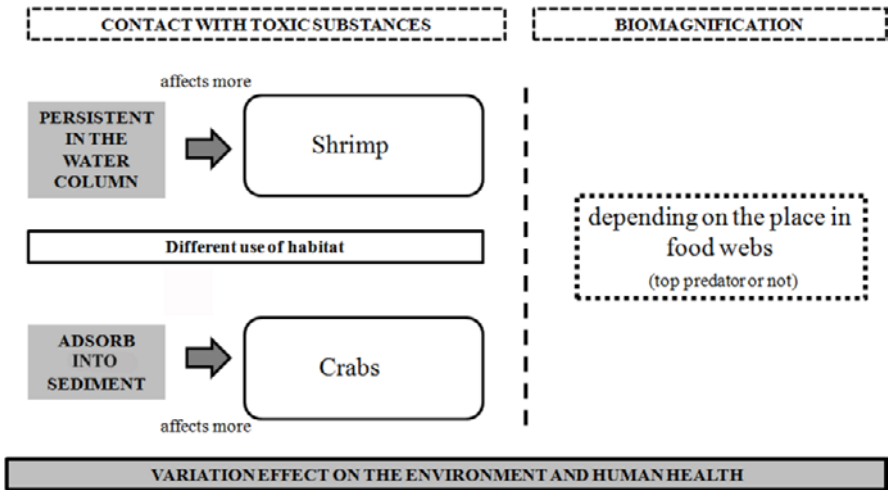 CONTACT WITH TOXIC SUBSTANCES
BIOMAGNIFICATION
affects more
PERSISTENT
IN THE
WATER
COLUMN
Shrimp
Different use of habitat
ADSORB
INTO
SEDIMENT
Crabs
affects more
depending on the place in
food webs
(top predator or not)
VARIATION EFFECT ON THE ENVIRONMENT AND HUMAN HEALTH